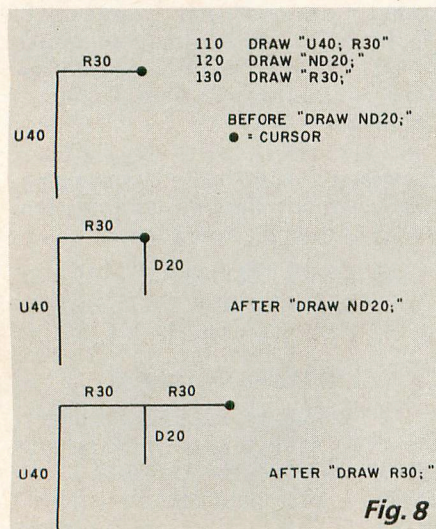 110 DRAW "U40; R30"
120 DRAW "ND20;"
130 DRAW "R30;"
R30
U40
BEFORE "DRAW ND20;"
● = CURSOR
R30
D20
U40
AFTER "DRAW ND20;"
R30 R30
D20
U40
AFTER "DRAW R30;"
Fig. 8